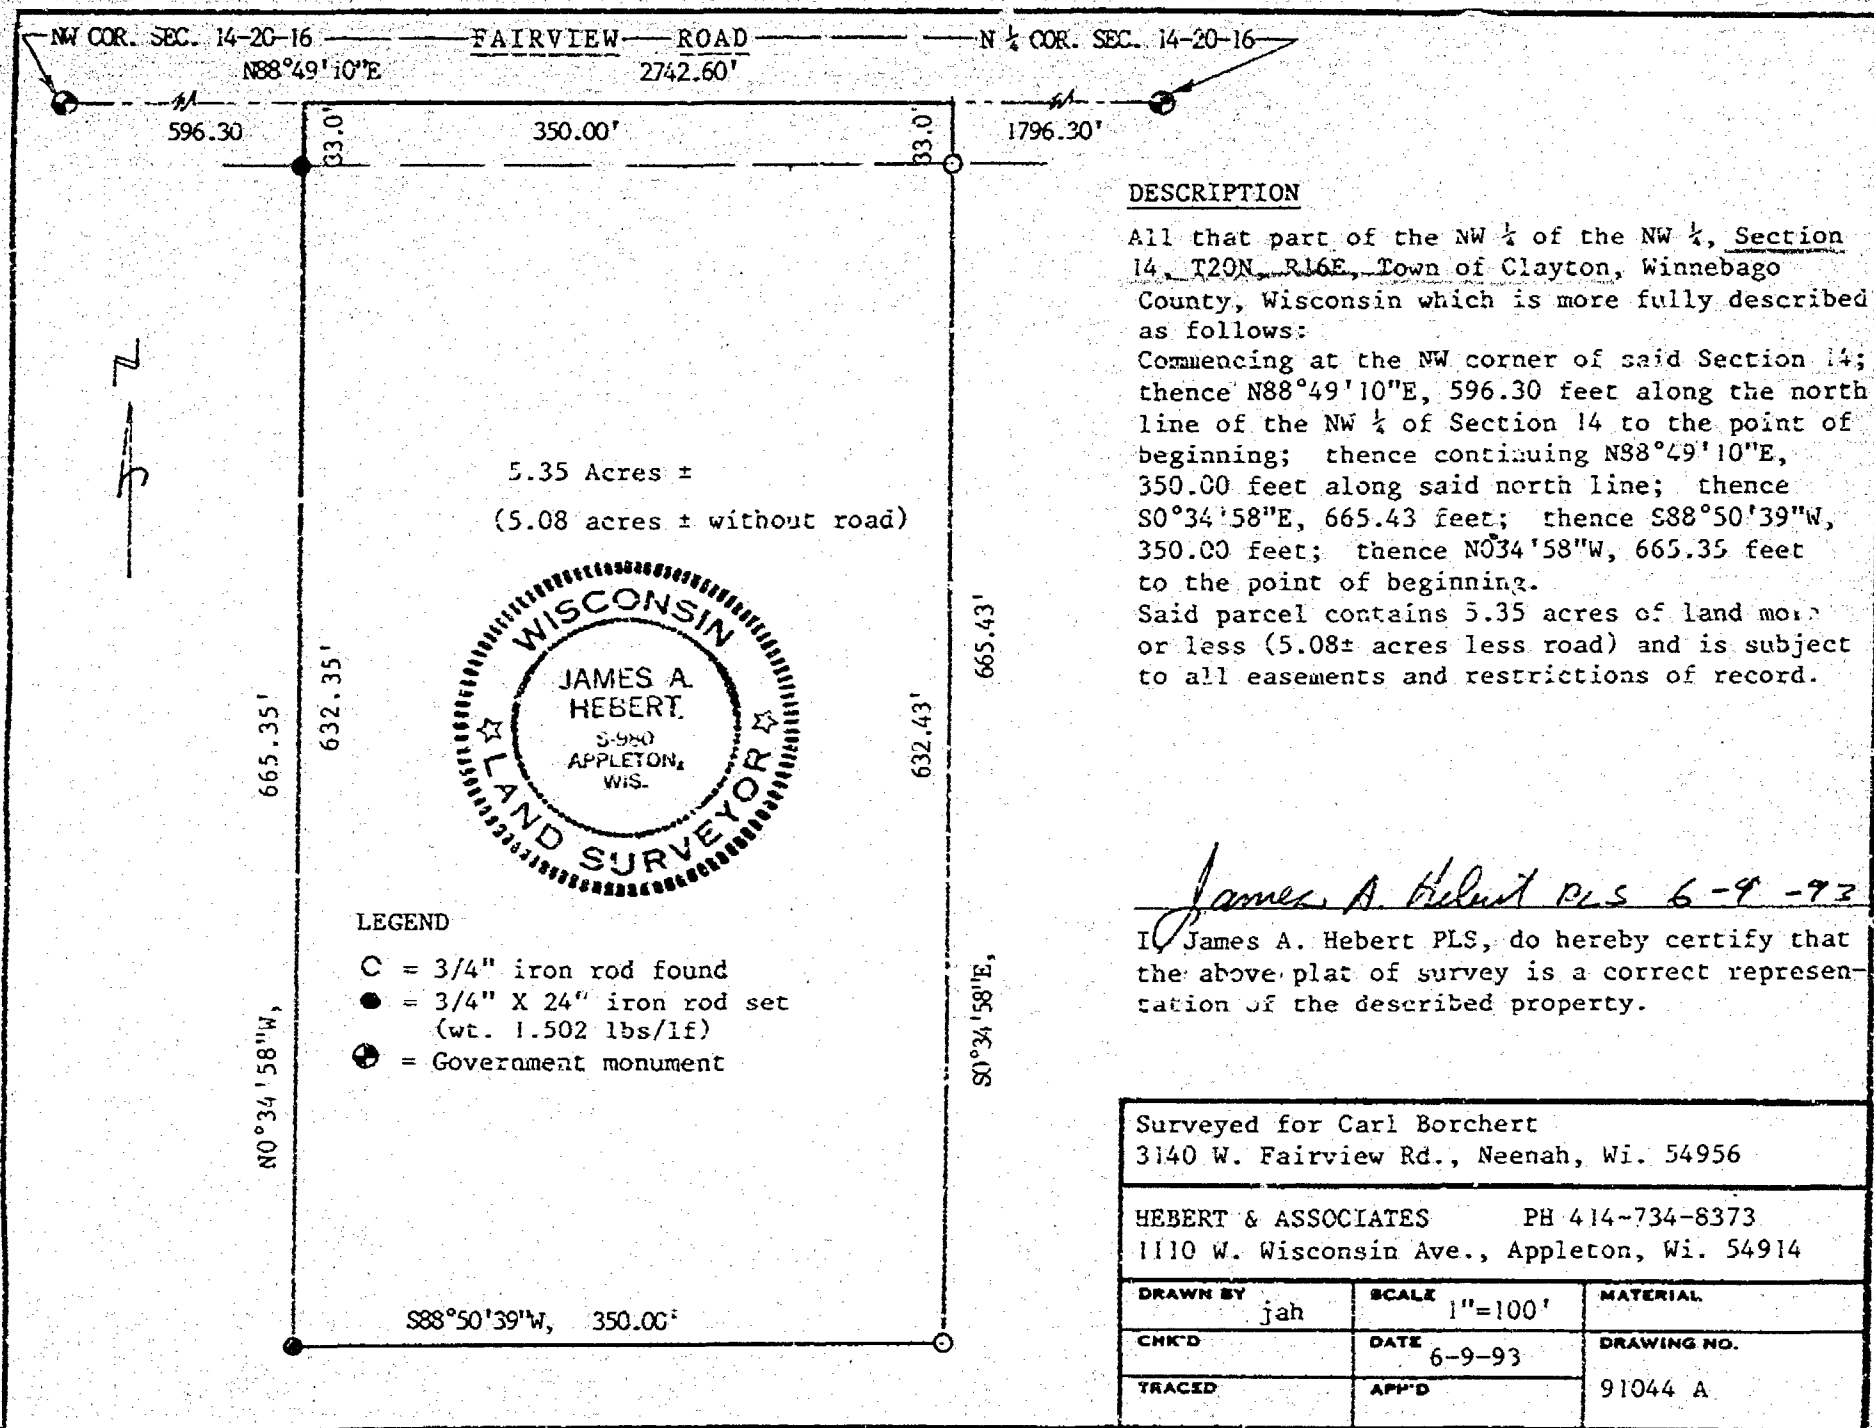 NW COR. SEC. 14-20-16 FAIRVIEW ROAD N ¼ COR. SEC. 14-20-16
N88°49'10"E 2742.60'
596.30 33.0' 350.00' 33.0' 1796.30'
N
5.35 Acres ±
(5.08 acres ± without road)
WISCONSIN
JAMES A.
HEBERT
S-980
APPLETON,
WIS.
LAND SURVEYOR
665.35'
632.35'
632.43'
665.43'
N0°34'58"W,
S0°34'58"E,
LEGEND
C = 3/4" iron rod found
● = 3/4" X 24" iron rod set
(wt. 1.502 lbs/lf)
= Government monument
S88°50'39"W, 350.00'
DESCRIPTION
All that part of the NW ¼ of the NW ¼, Section
14, T20N, R16E, Town of Clayton, Winnebago
County, Wisconsin which is more fully described
as follows:
Commencing at the NW corner of said Section 14;
thence N88°49'10"E, 596.30 feet along the north
line of the NW ¼ of Section 14 to the point of
beginning; thence continuing N88°49'10"E,
350.00 feet along said north line; thence
S0°34'58"E, 665.43 feet; thence S88°50'39"W,
350.00 feet; thence N0°34'58"W, 665.35 feet
to the point of beginning.
Said parcel contains 5.35 acres of land more
or less (5.08± acres less road) and is subject
to all easements and restrictions of record.
James A. Hebert PLS 6-9-93
I, James A. Hebert PLS, do hereby certify that
the above plat of survey is a correct represen-
tation of the described property.
Surveyed for Carl Borchert
3140 W. Fairview Rd., Neenah, Wi. 54956
HEBERT & ASSOCIATES PH 414-734-8373
1110 W. Wisconsin Ave., Appleton, Wi. 54914
DRAWN BY jah SCALE 1"=100' MATERIAL
CHK'D DATE 6-9-93 DRAWING NO.
TRACED APP'D 91044 A